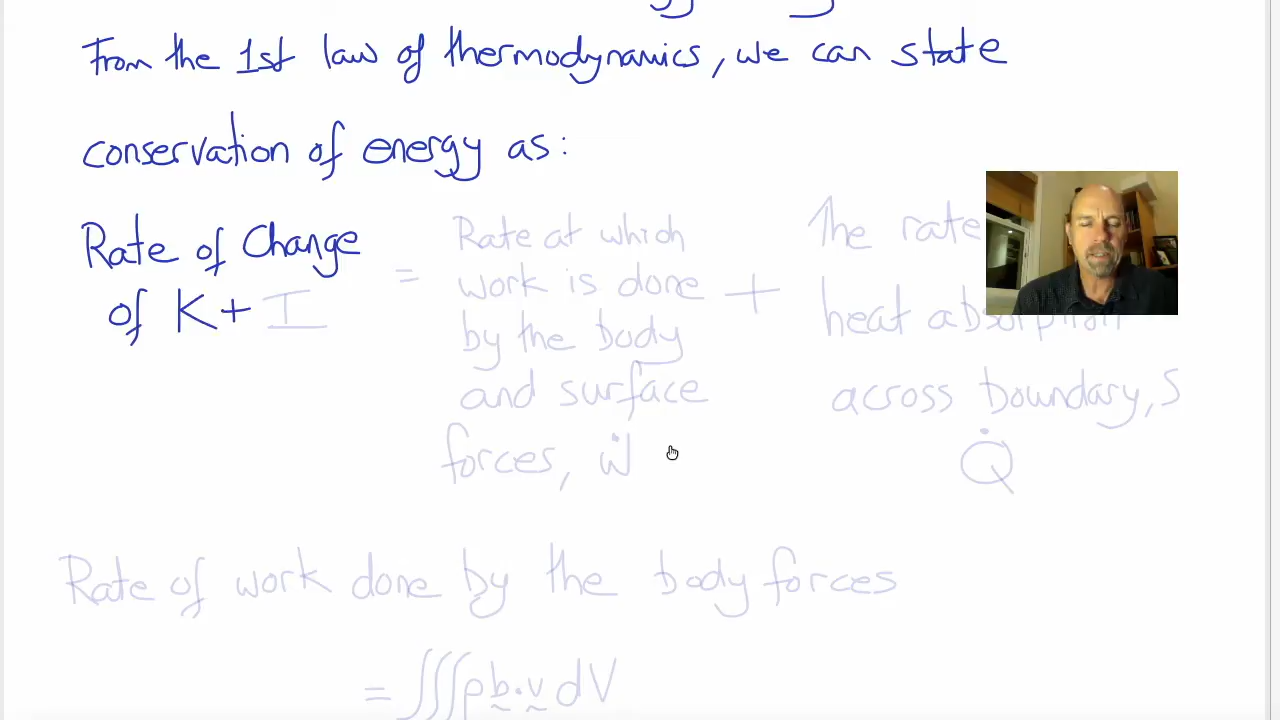 From the 1st law of thermodynamics, we can state
conservation of energy as:
Rate of Change
of K + I
=
Rate at which
work is done
by the body
and surface
forces, Ẇ
+
The rate
heat absorption
across boundary, S
Q̇
Rate of work done by the body forces
= ∭ρb̰·v̰ dV